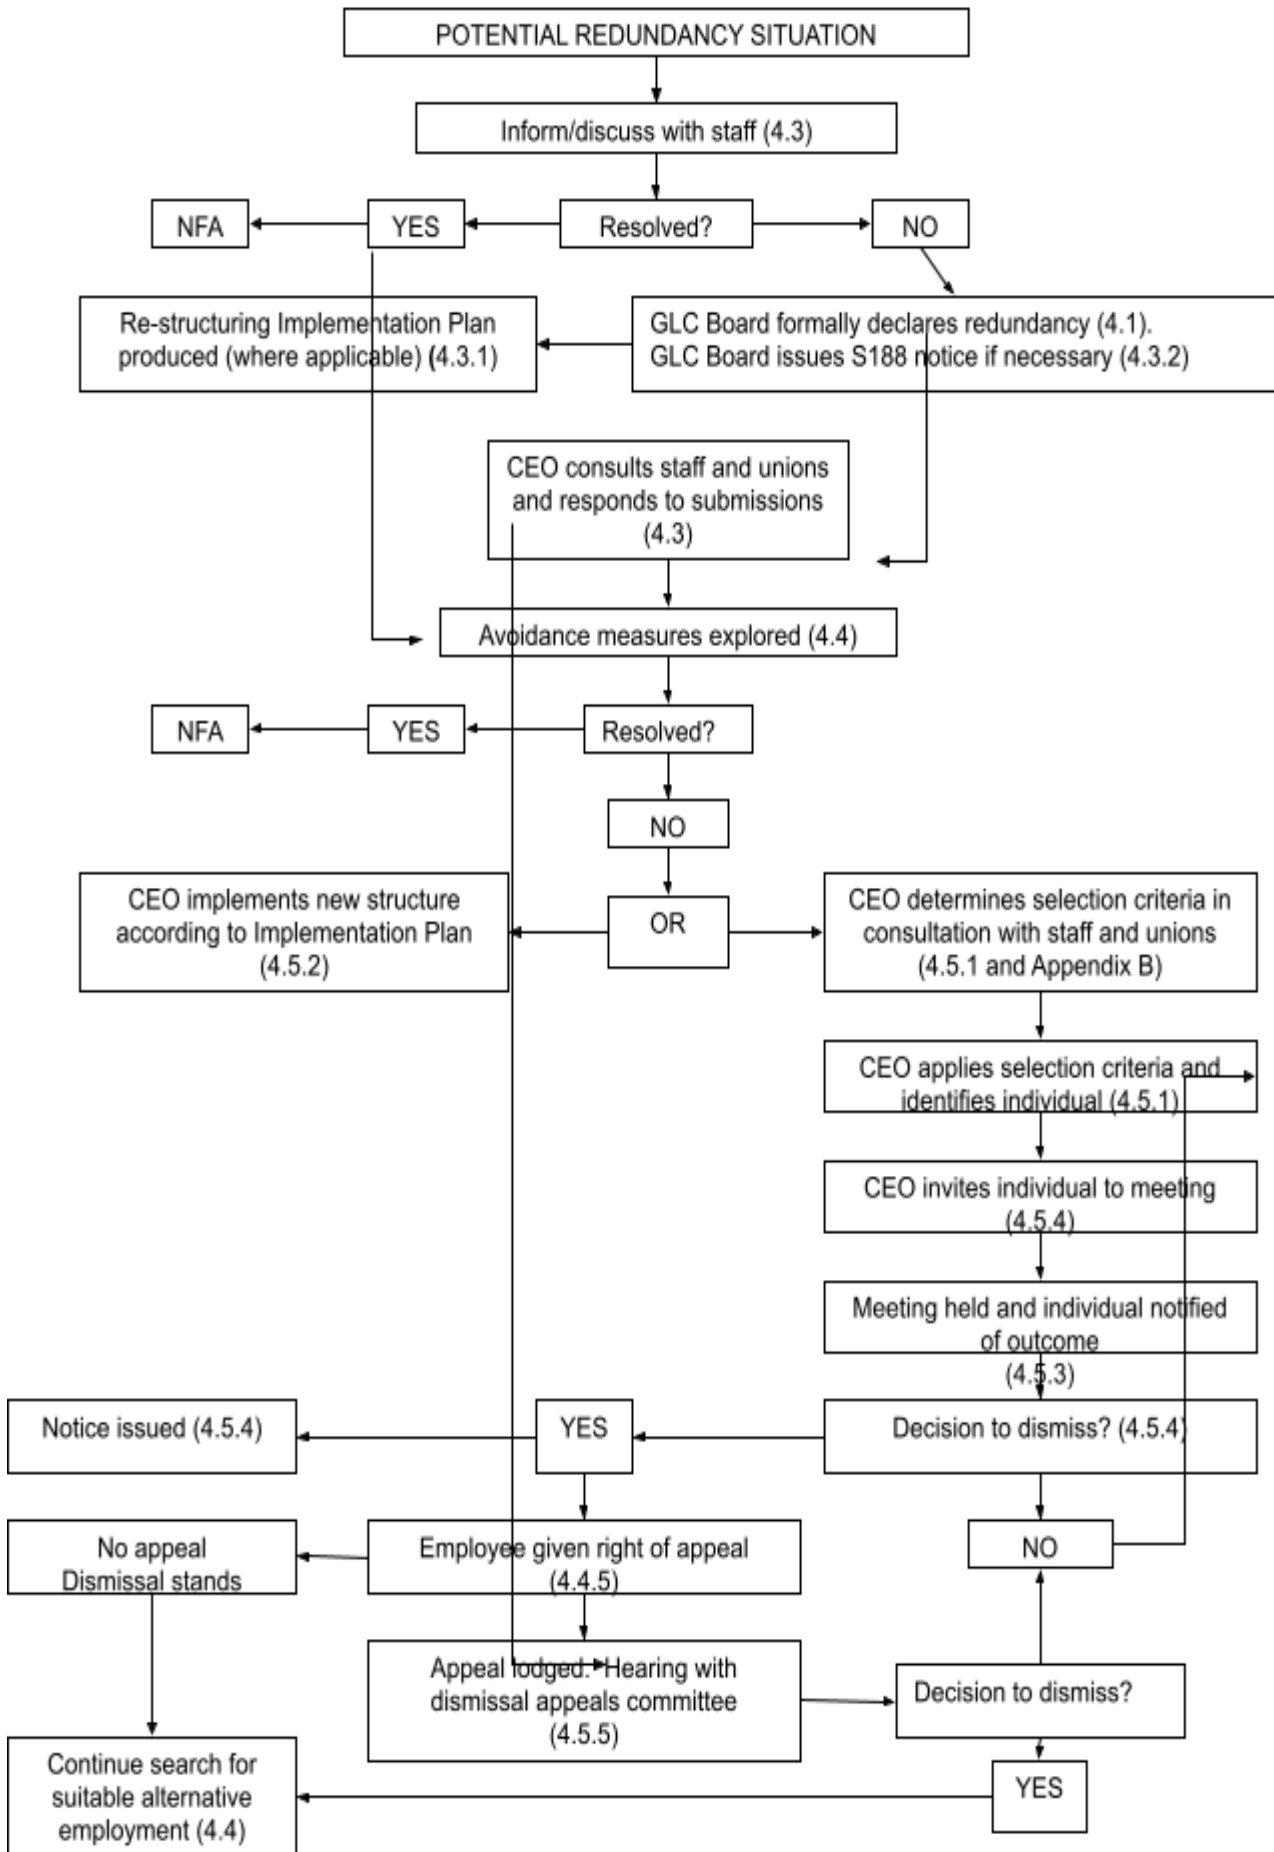 POTENTIAL REDUNDANCY SITUATION
Inform/discuss with staff (4.3)
NFA
YES
Resolved?
NO
Re-structuring Implementation Plan
produced (where applicable) (4.3.1)
GLC Board formally declares redundancy (4.1).
GLC Board issues S188 notice if necessary (4.3.2)
CEO consults staff and unions
and responds to submissions
(4.3)
Avoidance measures explored (4.4)
NFA
YES
Resolved?
NO
CEO implements new structure
according to Implementation Plan
(4.5.2)
OR
CEO determines selection criteria in
consultation with staff and unions
(4.5.1 and Appendix B)
CEO applies selection criteria and
identifies individual (4.5.1)
CEO invites individual to meeting
(4.5.4)
Meeting held and individual notified
of outcome
(4.5.3)
Notice issued (4.5.4)
YES
Decision to dismiss? (4.5.4)
No appeal
Dismissal stands
Employee given right of appeal
(4.4.5)
NO
Appeal lodged. Hearing with
dismissal appeals committee
(4.5.5)
Decision to dismiss?
Continue search for
suitable alternative
employment (4.4)
YES